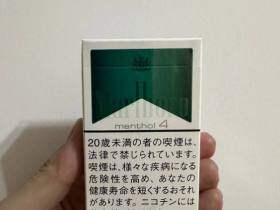 Marlboro
menthol 4
20歳未満の者の喫煙は、
法律で禁じられています。
喫煙は、様々な疾病になる
危険性を高め、あなたの
健康寿命を短くするおそれ
があります。ニコチンには